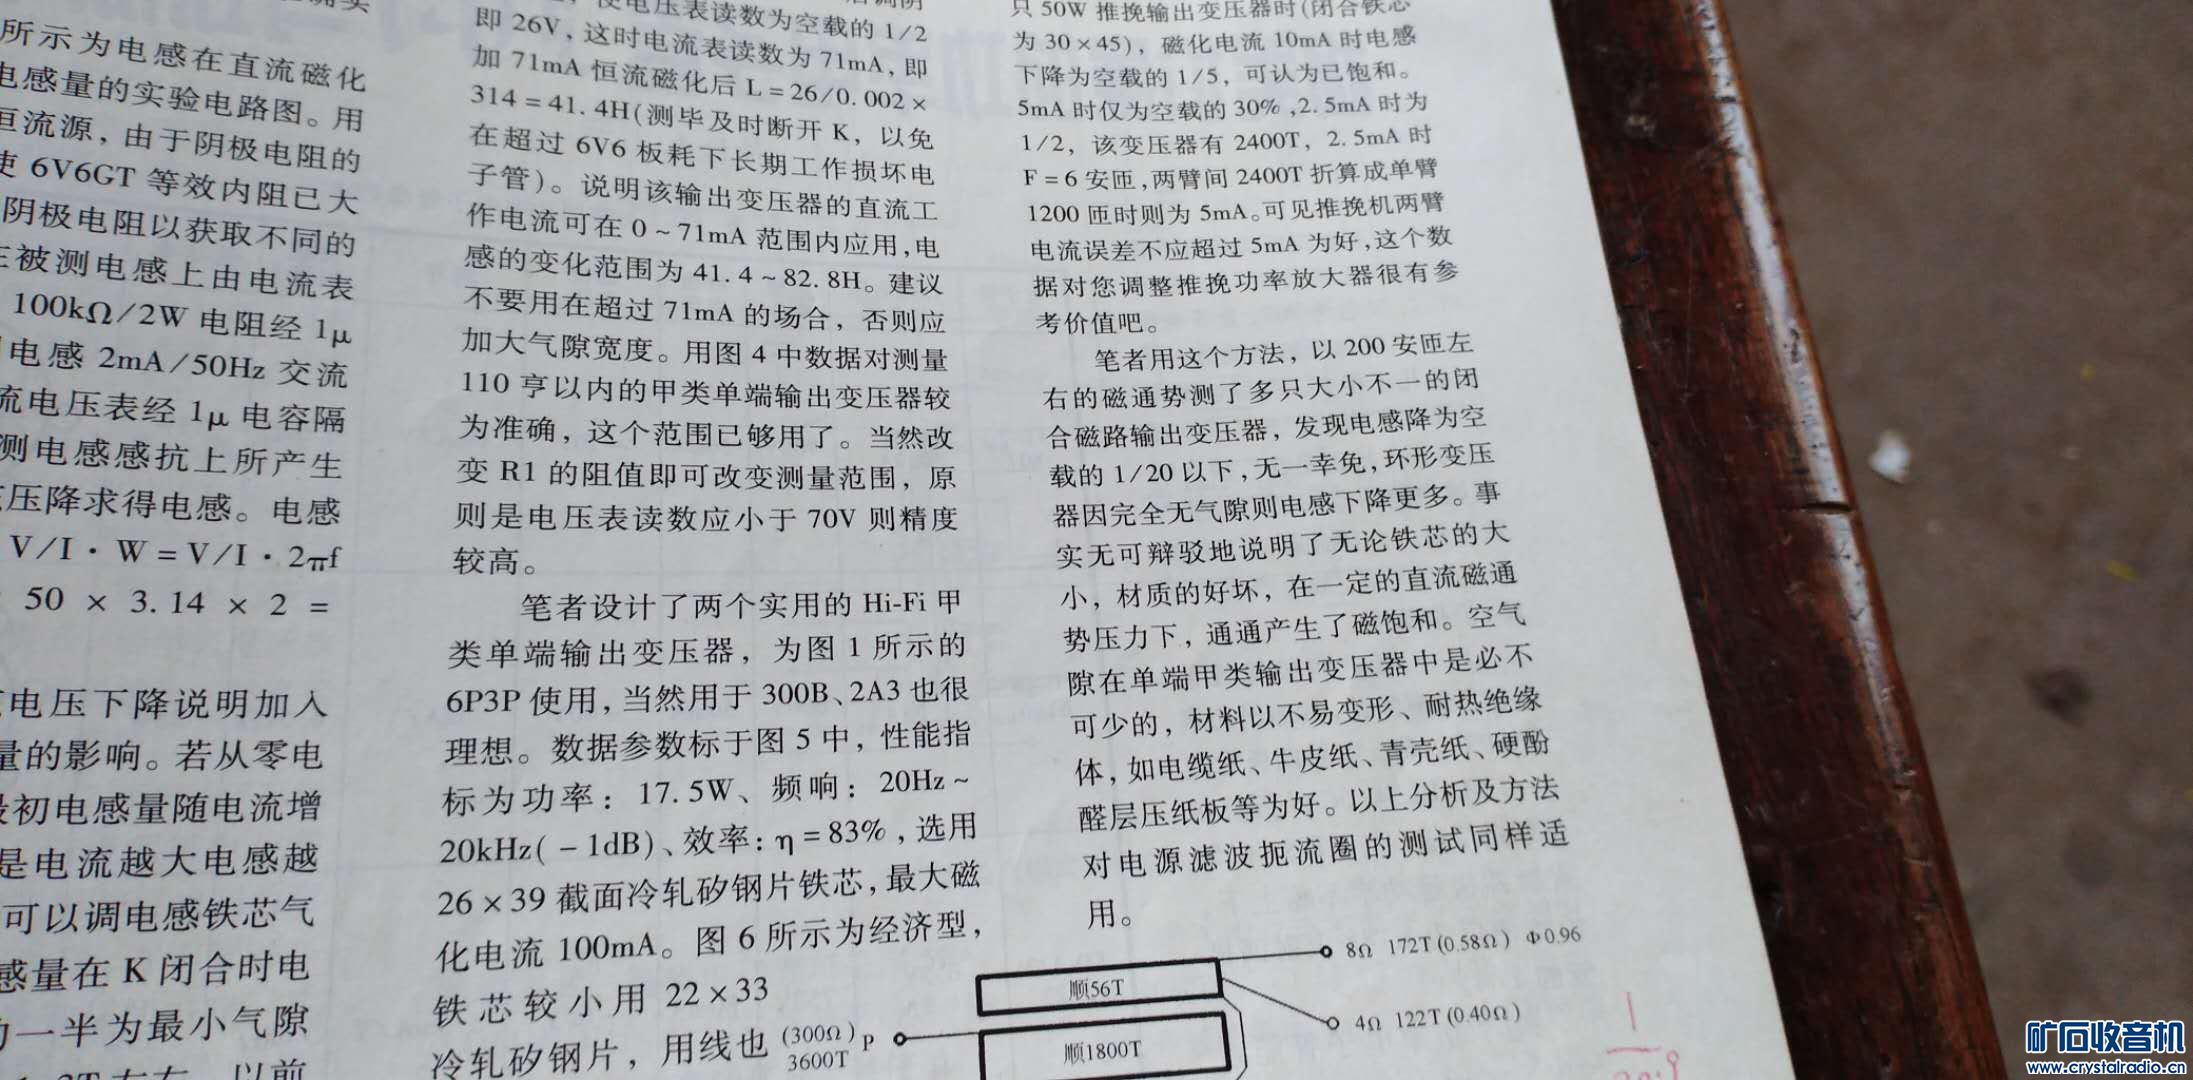 所示为电感在直流磁化
电感量的实验电路图。用
恒流源，由于阴极电阻的
使 6V6GT 等效内阻已大
阴极电阻以获取不同的
被测电感上由电流表
100kΩ/2W 电阻经 1μ
电感 2mA/50Hz 交流
流电压表经 1μ 电容隔
测电感感抗上所产生
压降求得电感。电感
V/I·W=V/I·2πf
50 × 3.14 × 2 =
电压下降说明加入
量的影响。若从零电
最初电感量随电流增
是电流越大电感越
可以调电感铁芯气
感量在 K 闭合时电
一半为最小气隙
使电压表读数为空载的 1/2
即 26V，这时电流表读数为 71mA，即
加 71mA 恒流磁化后 L=26/0.002×
314=41.4H(测毕及时断开 K，以免
在超过 6V6 板耗下长期工作损坏电
子管)。说明该输出变压器的直流工
作电流可在 0~71mA 范围内应用，电
感的变化范围为 41.4~82.8H。建议
不要用在超过 71mA 的场合，否则应
加大气隙宽度。用图 4 中数据对测量
110 亨以内的甲类单端输出变压器较
为准确，这个范围已够用了。当然改
变 R1 的阻值即可改变测量范围，原
则是电压表读数应小于 70V 则精度
较高。
笔者设计了两个实用的 Hi-Fi 甲
类单端输出变压器，为图 1 所示的
6P3P 使用，当然用于 300B、2A3 也很
理想。数据参数标于图 5 中，性能指
标为功率：17.5W、频响：20Hz~
20kHz(-1dB)、效率：η=83%，选用
26×39 截面冷轧矽钢片铁芯，最大磁
化电流 100mA。图 6 所示为经济型，
铁芯较小用 22×33
冷轧矽钢片，用线也
只 50W 推挽输出变压器时(闭合铁芯
为 30×45)，磁化电流 10mA 时电感
下降为空载的 1/5，可认为已饱和。
5mA 时仅为空载的 30%，2.5mA 时为
1/2，该变压器有 2400T，2.5mA 时
F=6 安匝，两臂间 2400T 折算成单臂
1200 匝时则为 5mA。可见推挽机两臂
电流误差不应超过 5mA 为好，这个数
据对您调整推挽功率放大器很有参
考价值吧。
笔者用这个方法，以 200 安匝左
右的磁通势测了多只大小不一的闭
合磁路输出变压器，发现电感降为空
载的 1/20 以下，无一幸免，环形变压
器因完全无气隙则电感下降更多。事
实无可辩驳地说明了无论铁芯的大
小，材质的好坏，在一定的直流磁通
势压力下，通通产生了磁饱和。空气
隙在单端甲类输出变压器中是必不
可少的，材料以不易变形、耐热绝缘
体，如电缆纸、牛皮纸、青壳纸、硬酚
醛层压纸板等为好。以上分析及方法
对电源滤波扼流圈的测试同样适
用。
8Ω 172T(0.58Ω) Φ0.96
顺56T
4Ω 122T(0.40Ω)
(300Ω)
3600T
P
顺1800T
矿石收音机
www.crystalradio.cn